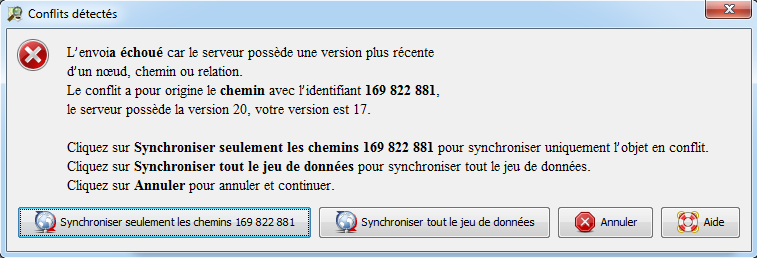 Conflits détectés
L'envoia échoué car le serveur possède une version plus récente
d'un nœud, chemin ou relation.
Le conflit a pour origine le chemin avec l'identifiant 169 822 881,
le serveur possède la version 20, votre version est 17.
Cliquez sur Synchroniser seulement les chemins 169 822 881 pour synchroniser uniquement l'objet en conflit.
Cliquez sur Synchroniser tout le jeu de données pour synchroniser tout le jeu de données.
Cliquez sur Annuler pour annuler et continuer.
Synchroniser seulement les chemins 169 822 881 Synchroniser tout le jeu de données Annuler Aide